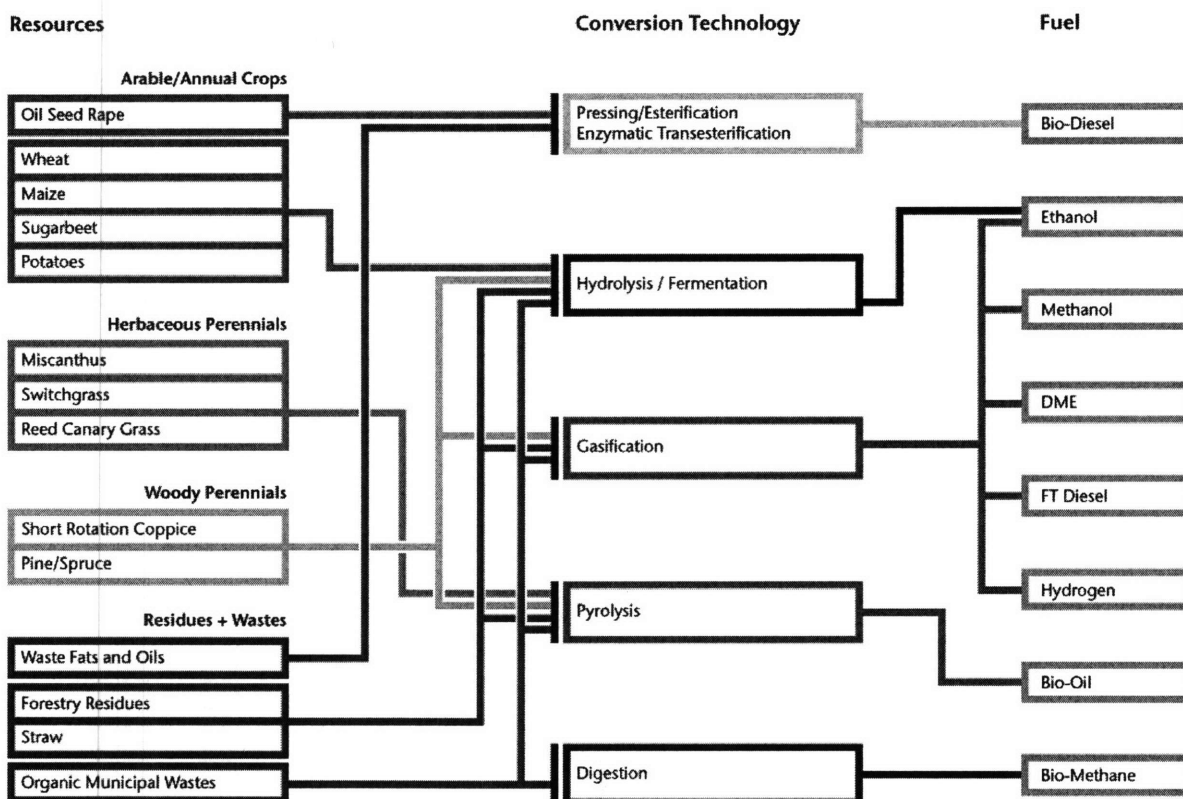 Resources
Conversion Technology
Fuel
Arable/Annual Crops
Oil Seed Rape
Wheat
Maize
Sugarbeet
Potatoes
Herbaceous Perennials
Miscanthus
Switchgrass
Reed Canary Grass
Woody Perennials
Short Rotation Coppice
Pine/Spruce
Residues + Wastes
Waste Fats and Oils
Forestry Residues
Straw
Organic Municipal Wastes
Pressing/Esterification
Enzymatic Transesterification
Hydrolysis / Fermentation
Gasification
Pyrolysis
Digestion
Bio-Diesel
Ethanol
Methanol
DME
FT Diesel
Hydrogen
Bio-Oil
Bio-Methane